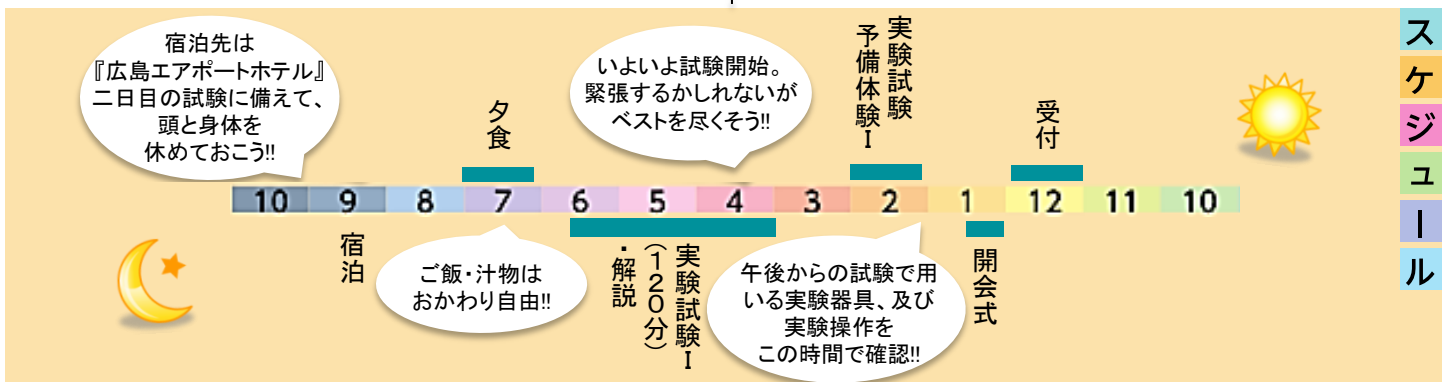 スケジュール
受付
開会式
実験試験
予備体験Ⅰ
午後からの試験で用
いる実験器具、及び
実験操作を
この時間で確認!!
いよいよ試験開始。
緊張するかしれないが
ベストを尽くそう!!
実験試験Ⅰ
(120分)
・解説
夕食
ご飯・汁物は
おかわり自由!!
宿泊
宿泊先は
『広島エアポートホテル』
二日目の試験に備えて、
頭と身体を
休めておこう!!
10 9 8 7 6 5 4 3 2 1 12 11 10